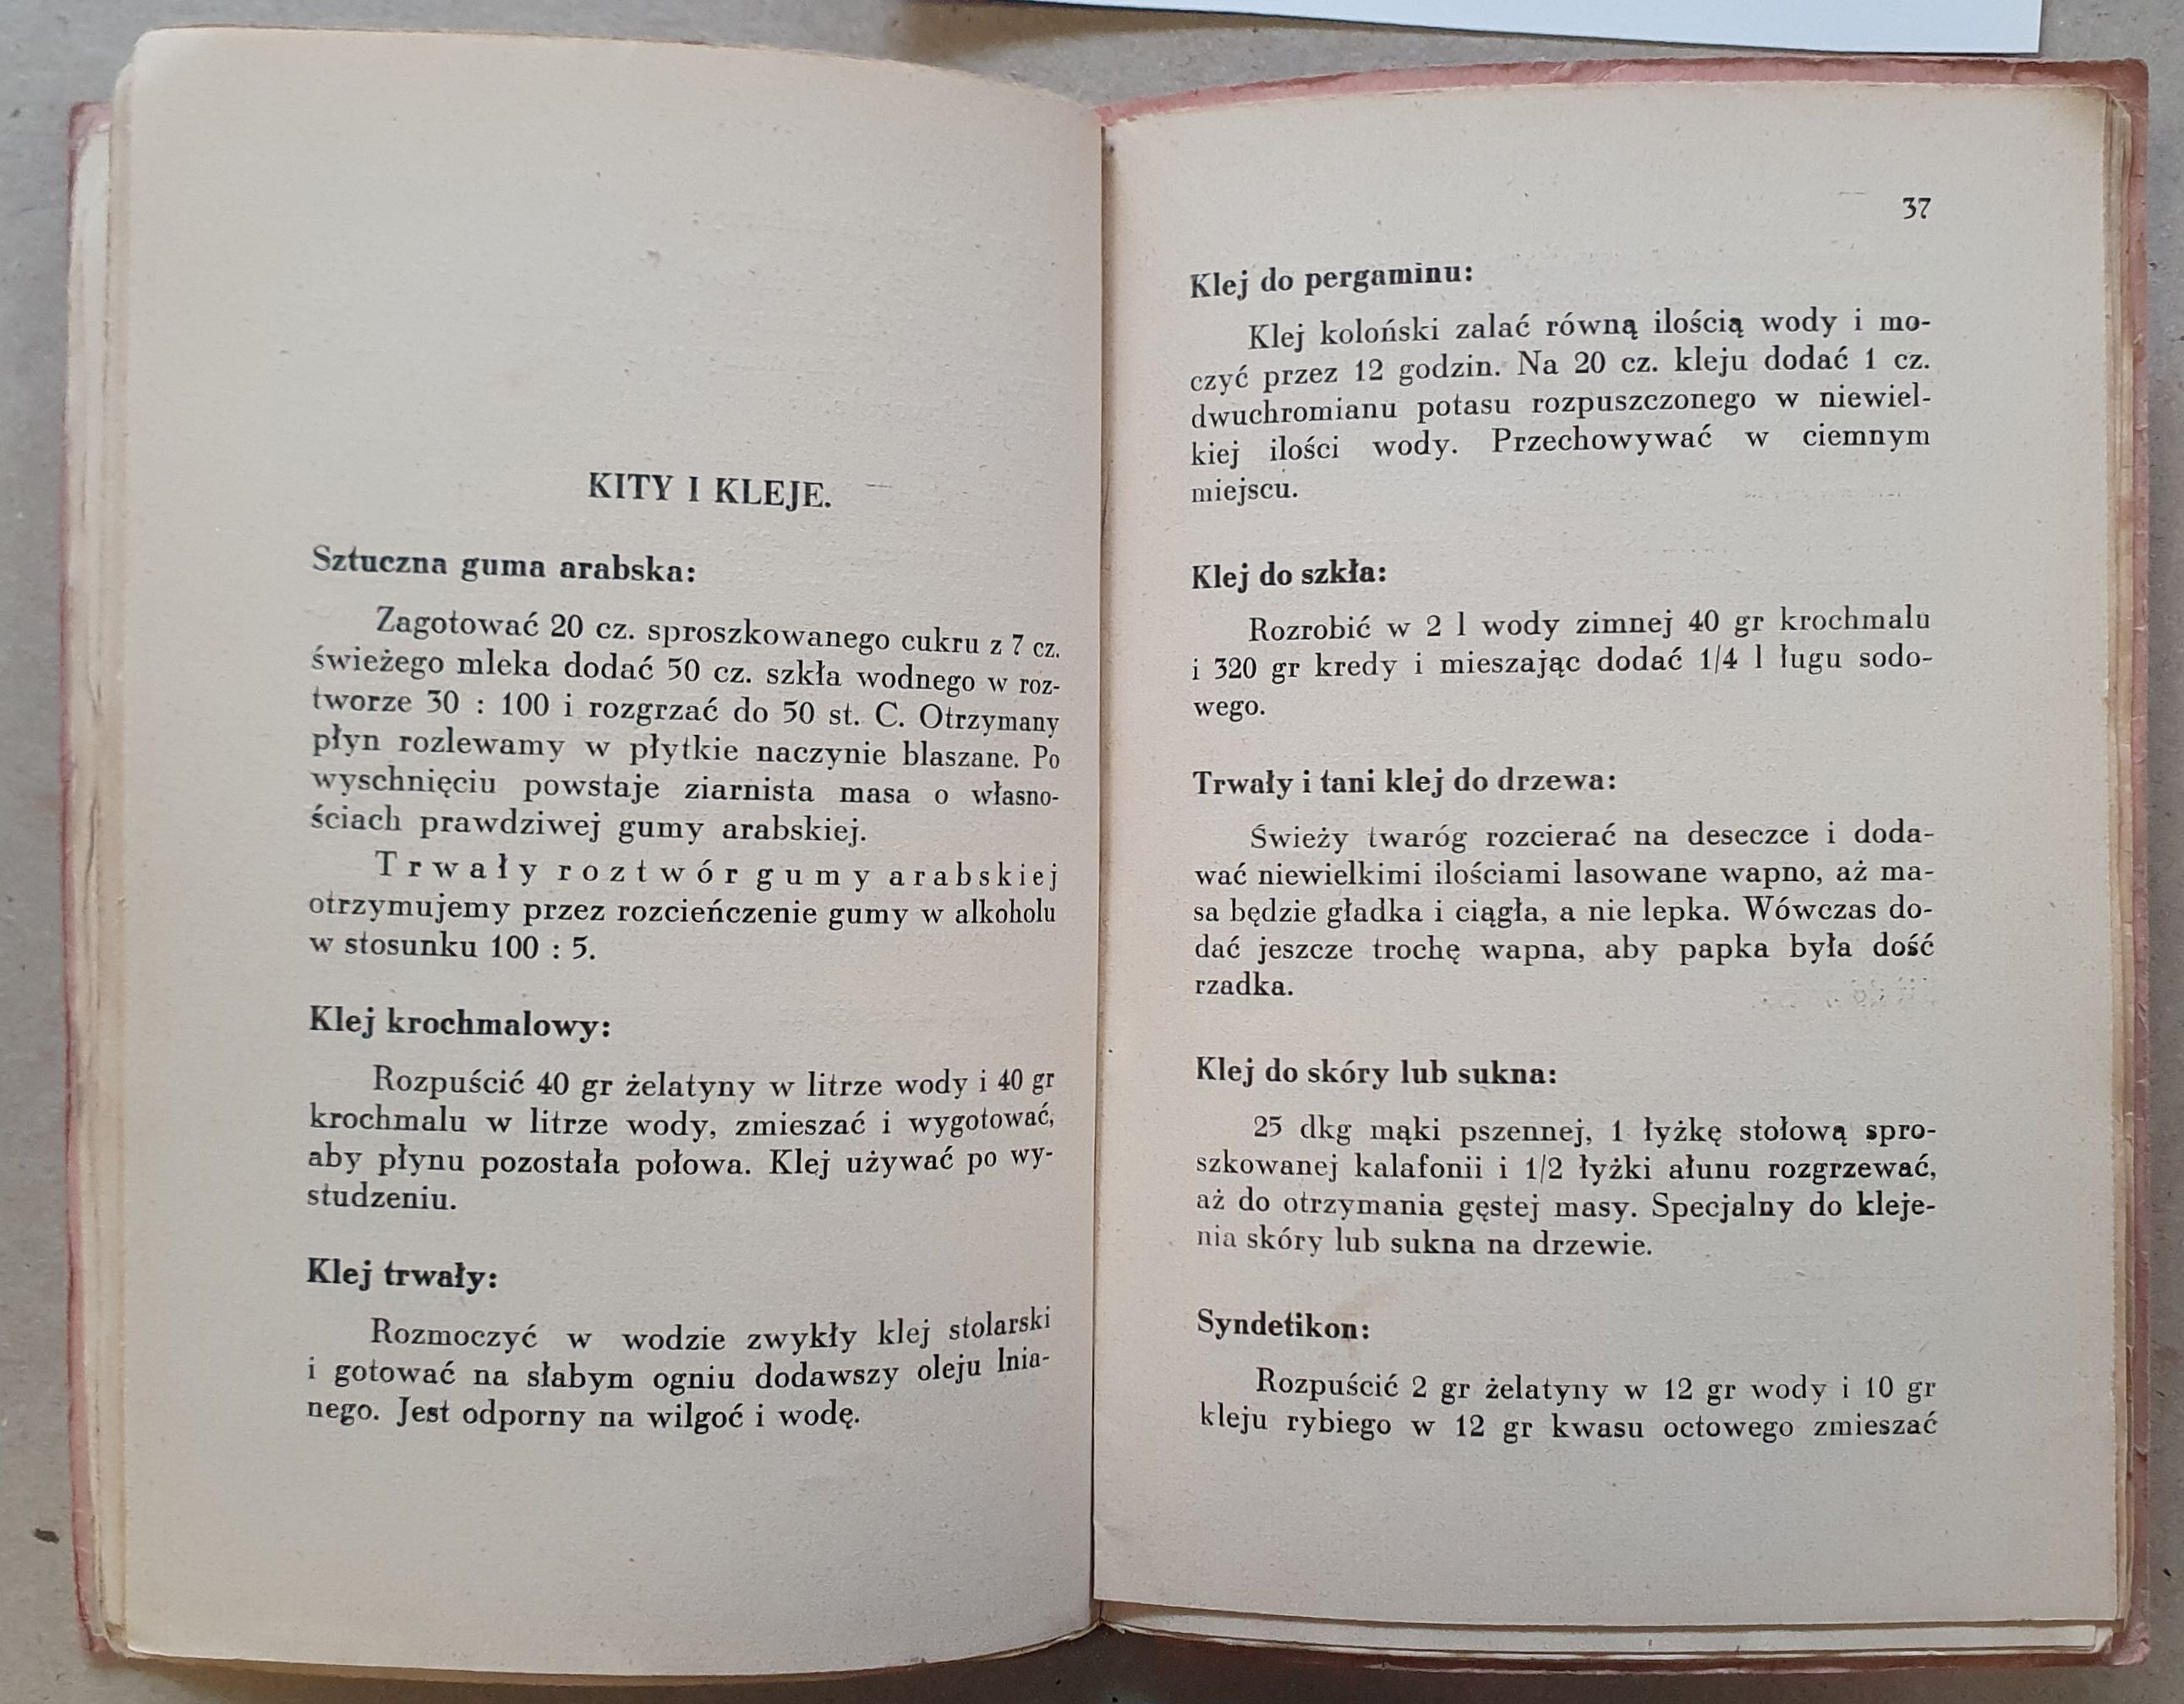 KITY I KLEJE.
Sztuczna guma arabska:
Zagotować 20 cz. sproszkowanego cukru z 7 cz.
świeżego mleka dodać 50 cz. szkła wodnego w roz-
tworze 30 : 100 i rozgrzać do 50 st. C. Otrzymany
płyn rozlewamy w płytkie naczynie blaszane. Po
wyschnięciu powstaje ziarnista masa o własno-
ściach prawdziwej gumy arabskiej.
Trwały roztwór gumy arabskiej
otrzymujemy przez rozcieńczenie gumy w alkoholu
w stosunku 100 : 5.
Klej krochmalowy:
Rozpuścić 40 gr żelatyny w litrze wody i 40 gr
krochmalu w litrze wody, zmieszać i wygotować,
aby płynu pozostała połowa. Klej używać po wy-
studzeniu.
Klej trwały:
Rozmoczyć w wodzie zwykły klej stolarski
i gotować na słabym ogniu dodawszy oleju lnia-
nego. Jest odporny na wilgoć i wodę.
37
Klej do pergaminu:
Klej koloński zalać równą ilością wody i mo-
czyć przez 12 godzin. Na 20 cz. kleju dodać 1 cz.
dwuchromianu potasu rozpuszczonego w niewiel-
kiej ilości wody. Przechowywać w ciemnym
miejscu.
Klej do szkła:
Rozrobić w 2 l wody zimnej 40 gr krochmalu
i 320 gr kredy i mieszając dodać 1/4 l ługu sodo-
wego.
Trwały i tani klej do drzewa:
Świeży twaróg rozcierać na deseczce i doda-
wać niewielkimi ilościami lasowane wapno, aż ma-
sa będzie gładka i ciągła, a nie lepka. Wówczas do-
dać jeszcze trochę wapna, aby papka była dość
rzadka.
Klej do skóry lub sukna:
25 dkg mąki pszennej, 1 łyżkę stołową spro-
szkowanej kalafonii i 1/2 łyżki ałunu rozgrzewać,
aż do otrzymania gęstej masy. Specjalny do kleje-
nia skóry lub sukna na drzewie.
Syndetikon:
Rozpuścić 2 gr żelatyny w 12 gr wody i 10 gr
kleju rybiego w 12 gr kwasu octowego zmieszać